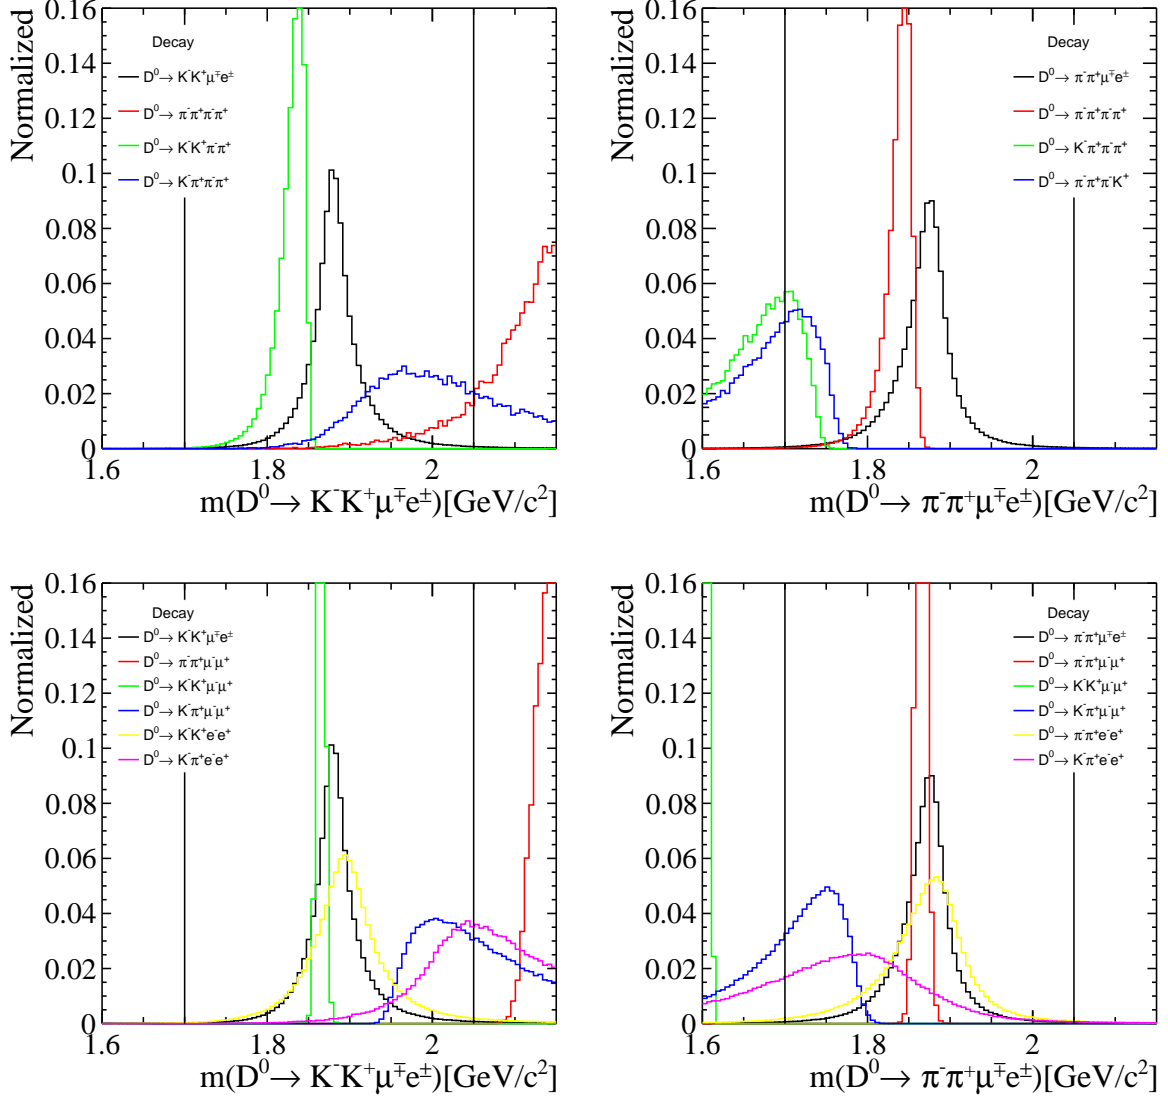 Normalized
0.16
0.14
0.12
0.1
0.08
0.06
0.04
0.02
0
Decay
D⁰→ K⁻K⁺μ∓e±
D⁰→ π⁻π⁺π⁻π⁺
D⁰→ K⁻K⁺π⁻π⁺
D⁰→ K⁻π⁺π⁻π⁺
1.6 1.8 2
m(D⁰→ K⁻K⁺μ∓e±)[GeV/c²]
Normalized
0.16
0.14
0.12
0.1
0.08
0.06
0.04
0.02
0
Decay
D⁰→ π⁻π⁺μ∓e±
D⁰→ π⁻π⁺π⁻π⁺
D⁰→ K⁻π⁺π⁻π⁺
D⁰→ π⁻π⁺π⁻K⁺
1.6 1.8 2
m(D⁰→ π⁻π⁺μ∓e±)[GeV/c²]
Normalized
0.16
0.14
0.12
0.1
0.08
0.06
0.04
0.02
0
Decay
D⁰→ K⁻K⁺μ∓e±
D⁰→ π⁻π⁺μ⁻μ⁺
D⁰→ K⁻K⁺μ⁻μ⁺
D⁰→ K⁻π⁺μ⁻μ⁺
D⁰→ K⁻K⁺e⁻e⁺
D⁰→ K⁻π⁺e⁻e⁺
1.6 1.8 2
m(D⁰→ K⁻K⁺μ∓e±)[GeV/c²]
Normalized
0.16
0.14
0.12
0.1
0.08
0.06
0.04
0.02
0
Decay
D⁰→ π⁻π⁺μ∓e±
D⁰→ π⁻π⁺μ⁻μ⁺
D⁰→ K⁻K⁺μ⁻μ⁺
D⁰→ K⁻π⁺μ⁻μ⁺
D⁰→ π⁻π⁺e⁻e⁺
D⁰→ K⁻π⁺e⁻e⁺
1.6 1.8 2
m(D⁰→ π⁻π⁺μ∓e±)[GeV/c²]